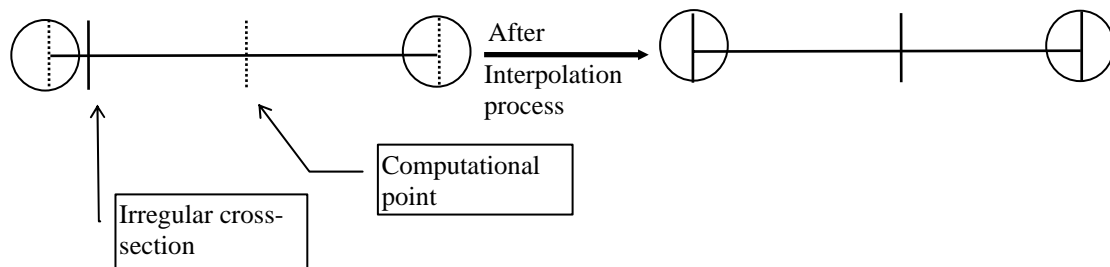 After
Interpolation
process
Computational
point
Irregular cross-
section